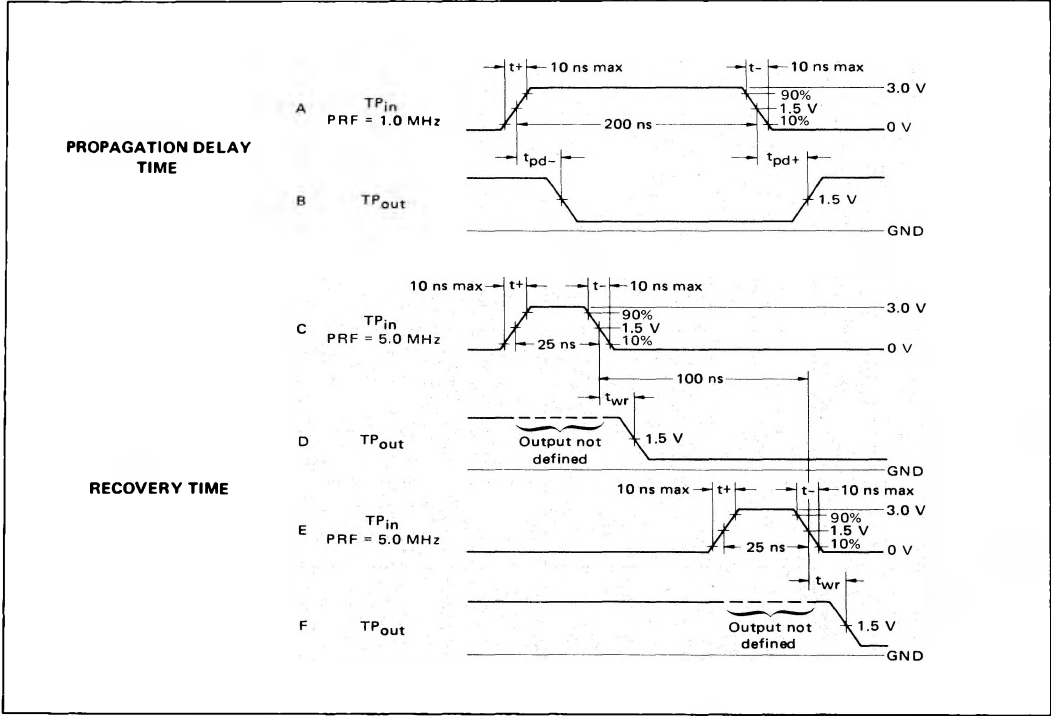 PROPAGATION DELAY
TIME
A
TPin
PRF = 1.0 MHz
t+
10 ns max
t-
10 ns max
3.0 V
90%
1.5 V
10%
0 V
200 ns
tpd-
tpd+
B
TPout
1.5 V
GND
RECOVERY TIME
C
TPin
PRF = 5.0 MHz
10 ns max
t+
t-
10 ns max
3.0 V
90%
1.5 V
10%
0 V
25 ns
100 ns
twr
D
TPout
Output not
defined
1.5 V
GND
E
TPin
PRF = 5.0 MHz
10 ns max
t+
t-
10 ns max
3.0 V
90%
1.5 V
10%
0 V
25 ns
twr
F
TPout
Output not
defined
1.5 V
GND